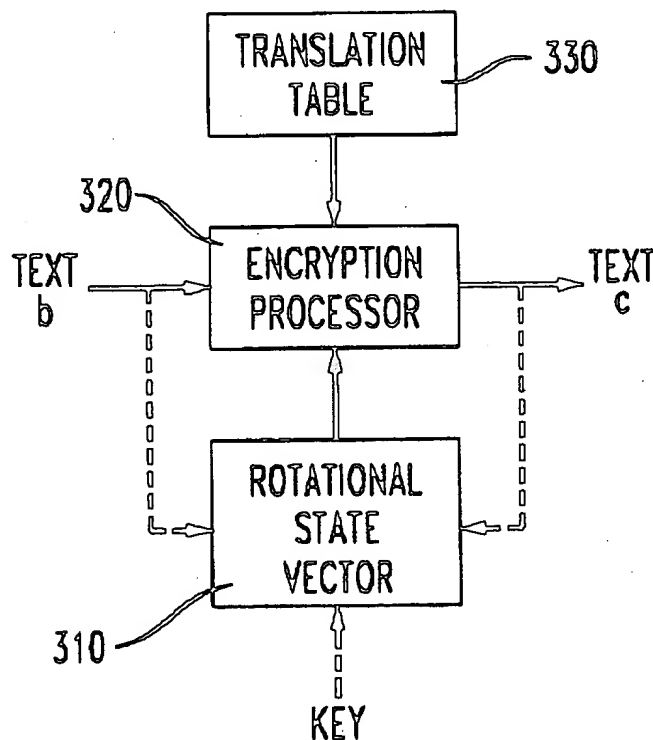 TRANSLATION
TABLE
330
320
ENCRYPTION
PROCESSOR
TEXT
b
TEXT
c
ROTATIONAL
STATE
VECTOR
310
KEY